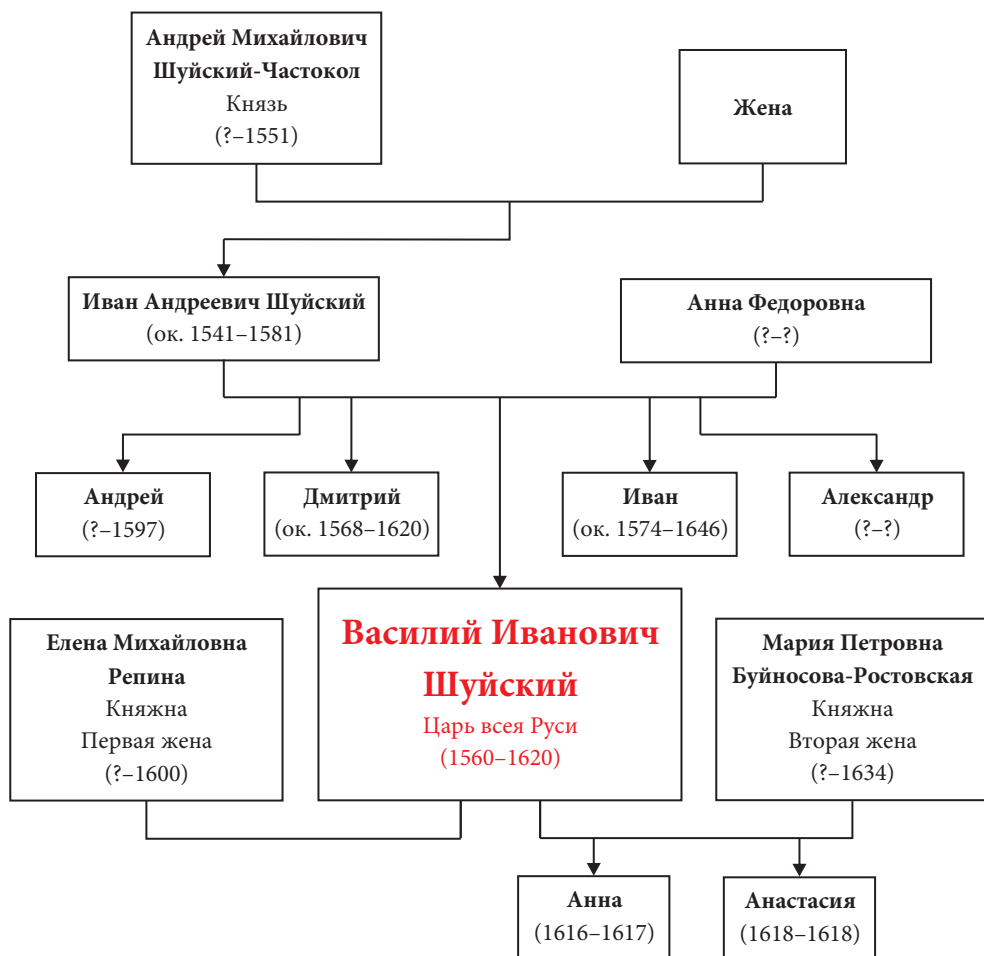 Андрей Михайлович
Шуйский-Частокол
Князь
(?–1551)
Жена
Иван Андреевич Шуйский
(ок. 1541–1581)
Анна Федоровна
(?–?)
Андрей
(?–1597)
Дмитрий
(ок. 1568–1620)
Иван
(ок. 1574–1646)
Александр
(?–?)
Елена Михайловна
Репина
Княжна
Первая жена
(?–1600)
Василий Иванович
Шуйский
Царь всея Руси
(1560–1620)
Мария Петровна
Буйносова-Ростовская
Княжна
Вторая жена
(?–1634)
Анна
(1616–1617)
Анастасия
(1618–1618)